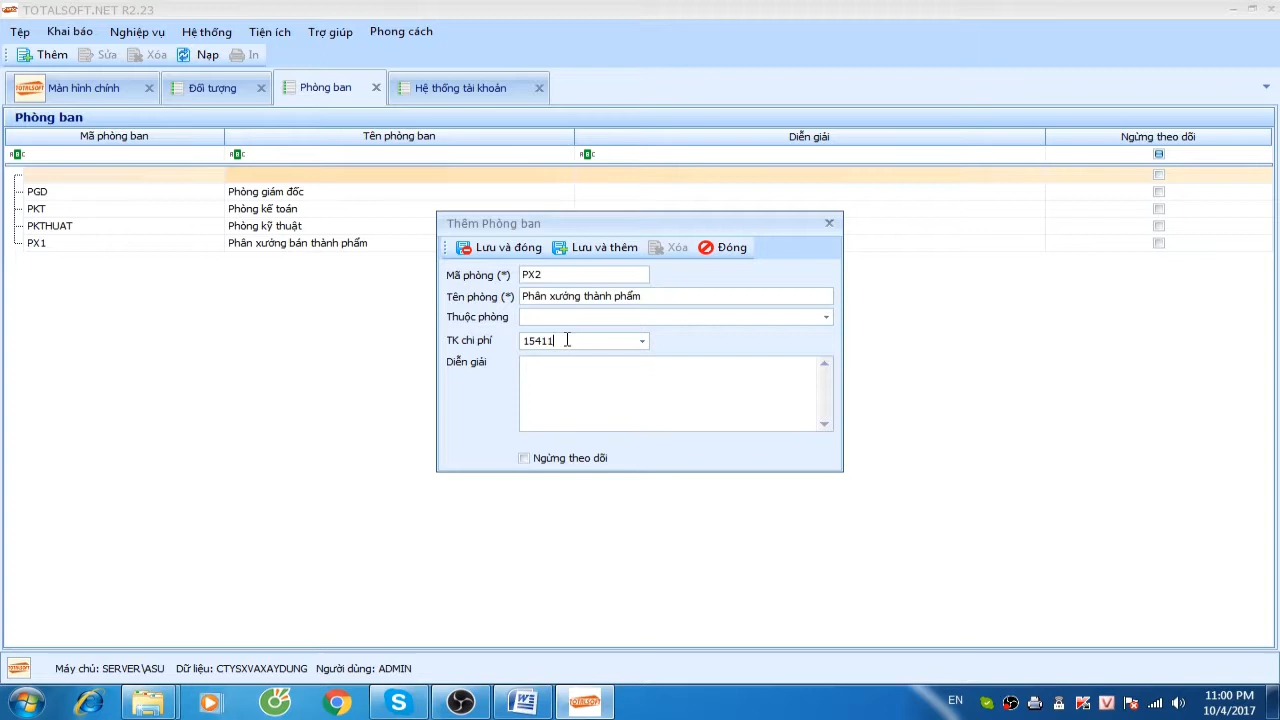 TOTALSOFT.NET R2.23
Tệp Khai báo Nghiệp vụ Hệ thống Tiện ích Trợ giúp Phong cách
Thêm Sửa Xóa Nạp In
TOTALSOFT Màn hình chính Đối tượng Phòng ban Hệ thống tài khoản
Phòng ban
Mã phòng ban Tên phòng ban Diễn giải Ngừng theo dõi
PGD Phòng giám đốc
PKT Phòng kế toán
PKTHUAT Phòng kỹ thuật
PX1 Phân xưởng bán thành phẩm
Thêm Phòng ban
Lưu và đóng Lưu và thêm Xóa Đóng
Mã phòng (*) PX2
Tên phòng (*) Phân xưởng thành phẩm
Thuộc phòng
TK chi phí 15411
Diễn giải
Ngừng theo dõi
Máy chủ: SERVER\ASU Dữ liệu: CTYSXVAXAYDUNG Người dùng: ADMIN
EN 11:00 PM
10/4/2017